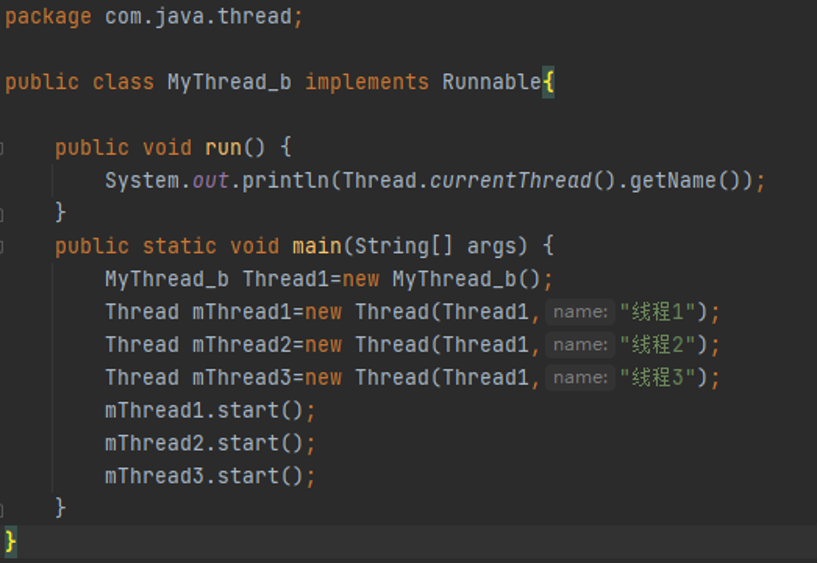 package com.java.thread;
public class MyThread_b implements Runnable{
public void run() {
System.out.println(Thread.currentThread().getName());
}
public static void main(String[] args) {
MyThread_b Thread1=new MyThread_b();
Thread mThread1=new Thread(Thread1, name: "线程1");
Thread mThread2=new Thread(Thread1, name: "线程2");
Thread mThread3=new Thread(Thread1, name: "线程3");
mThread1.start();
mThread2.start();
mThread3.start();
}
}